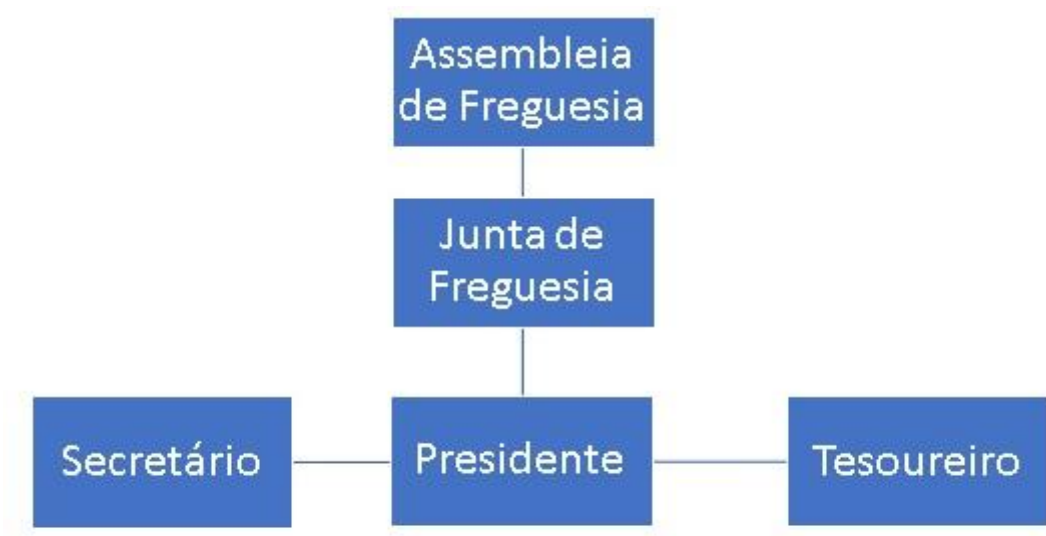 Assembleia
de Freguesia
Junta de
Freguesia
Secretário
Presidente
Tesoureiro